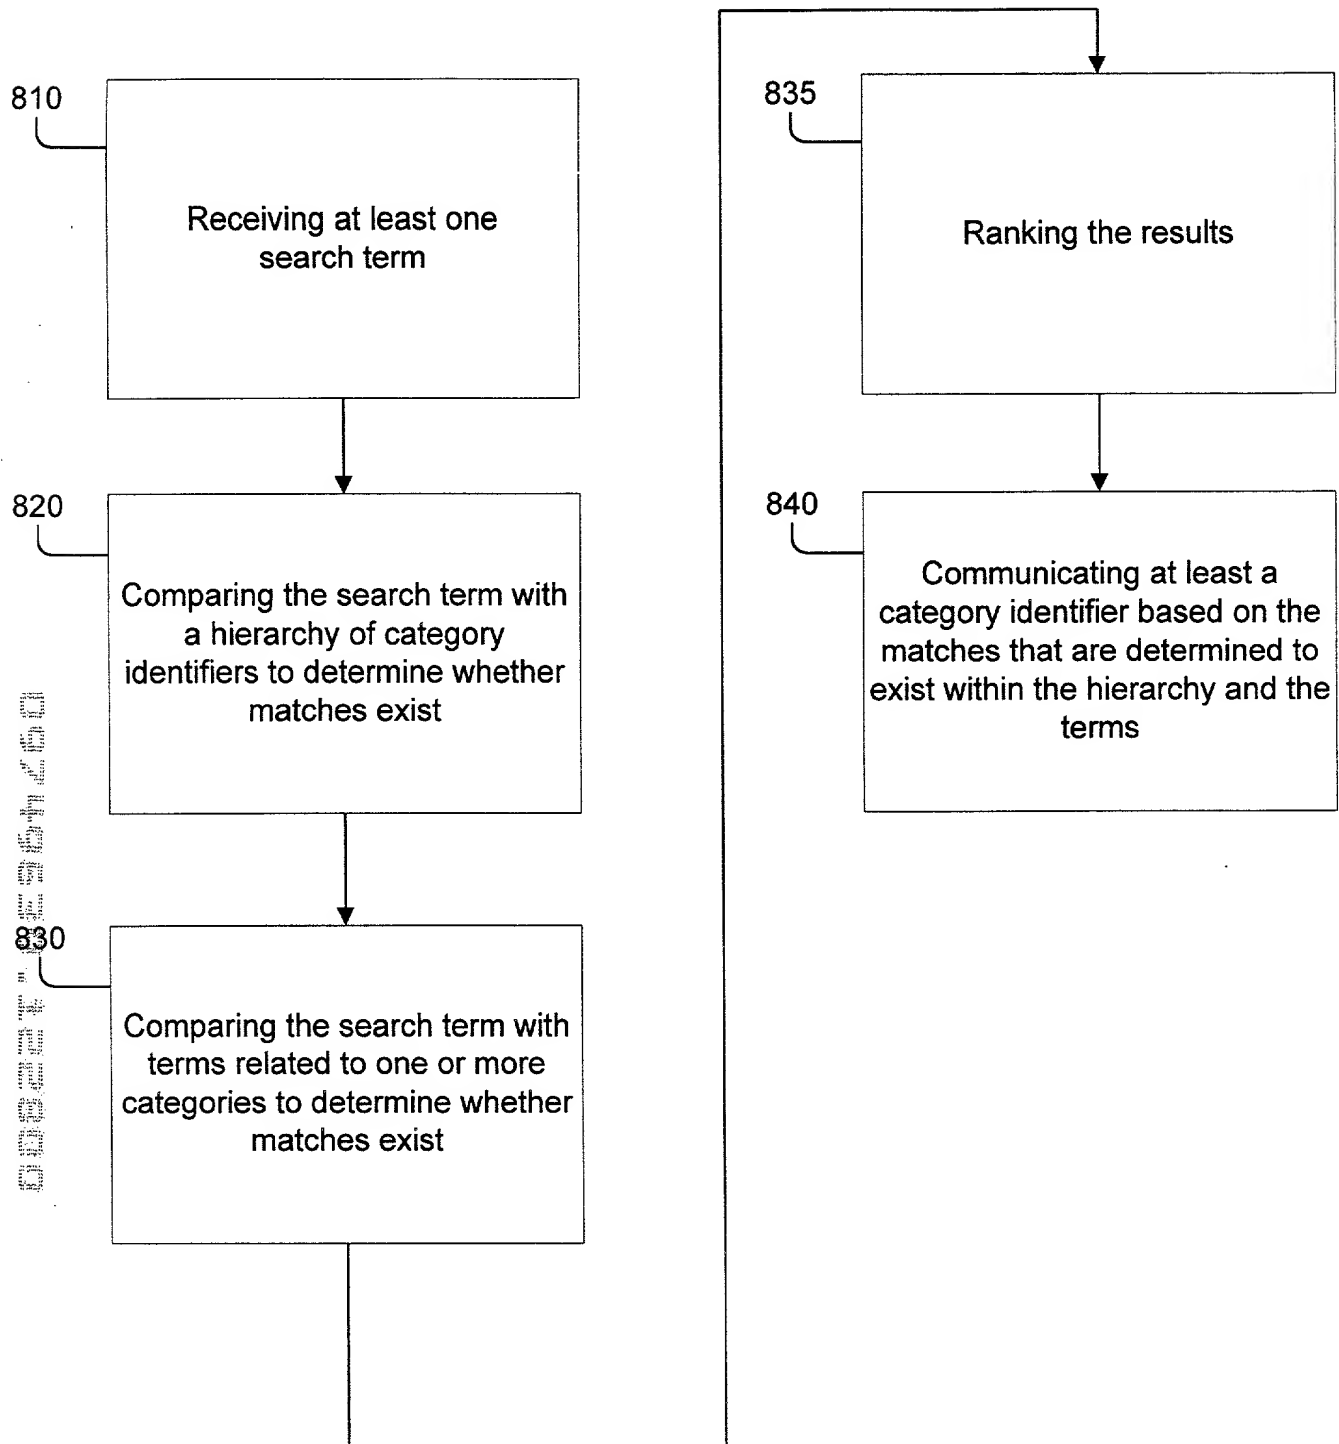 810
Receiving at least one
search term
820
Comparing the search term with
a hierarchy of category
identifiers to determine whether
matches exist
830
Comparing the search term with
terms related to one or more
categories to determine whether
matches exist
835
Ranking the results
840
Communicating at least a
category identifier based on the
matches that are determined to
exist within the hierarchy and the
terms